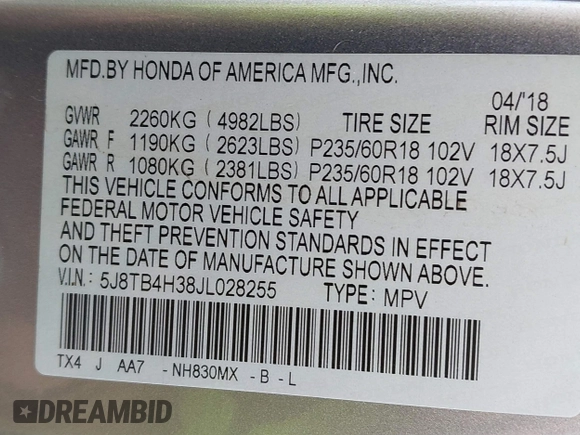 MFD.BY HONDA OF AMERICA MFG.,INC.
04/'18
GVWR 2260KG ( 4982LBS) TIRE SIZE RIM SIZE
GAWR F 1190KG ( 2623LBS) P235/60R18 102V 18X7.5J
GAWR R 1080KG ( 2381LBS) P235/60R18 102V 18X7.5J
THIS VEHICLE CONFORMS TO ALL APPLICABLE
FEDERAL MOTOR VEHICLE SAFETY
AND THEFT PREVENTION STANDARDS IN EFFECT
ON THE DATE OF MANUFACTURE SHOWN ABOVE.
V.I.N.: 5J8TB4H38JL028255 TYPE: MPV
TX4 J AA7 -NH830MX -B -L
DREAMBID